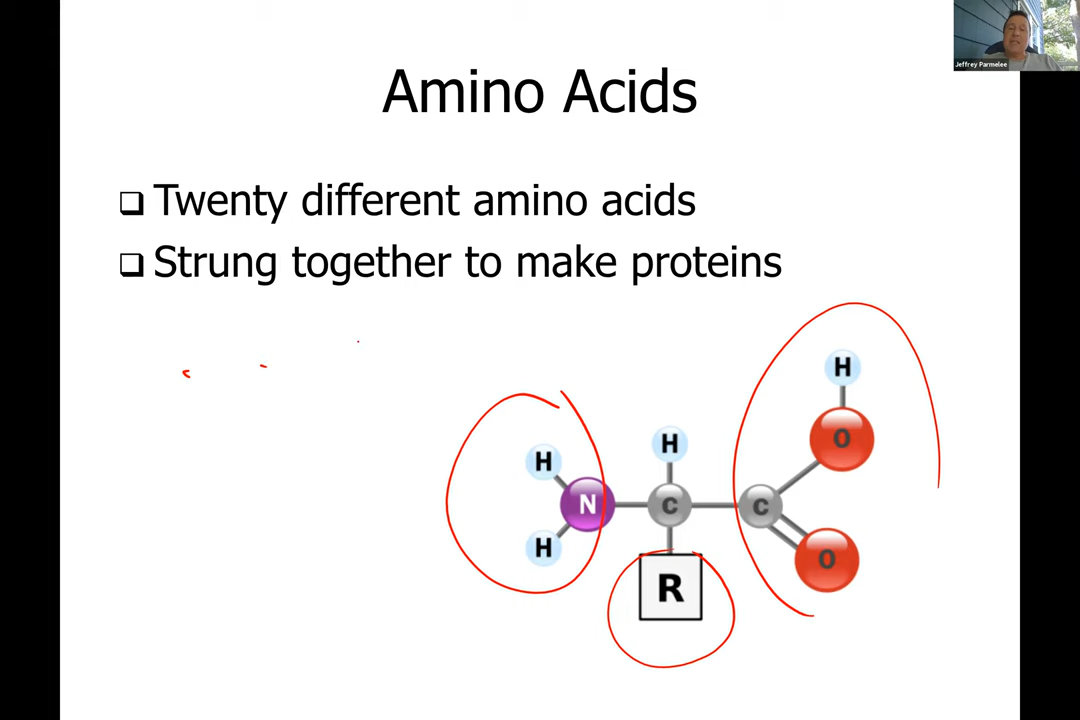 Jeffrey Parmelee
Amino Acids
Twenty different amino acids
Strung together to make proteins
H
O
H
H
N
C
C
H
O
R